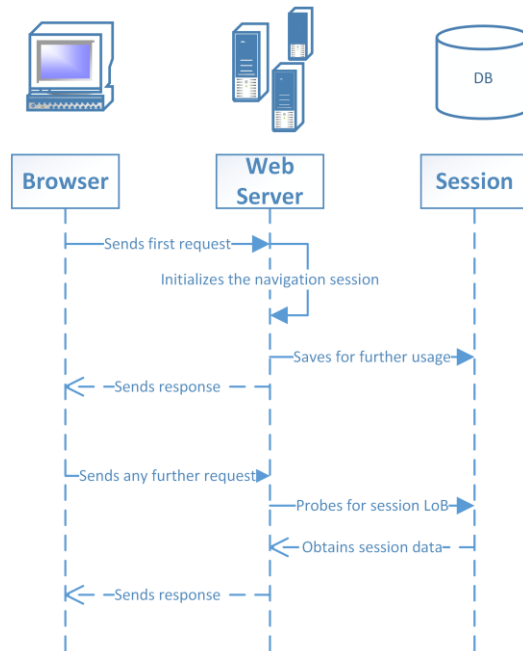 DB
Browser
Web
Server
Session
Sends first request
Initializes the navigation session
Saves for further usage
Sends response
Sends any further request
Probes for session LoB
Obtains session data
Sends response